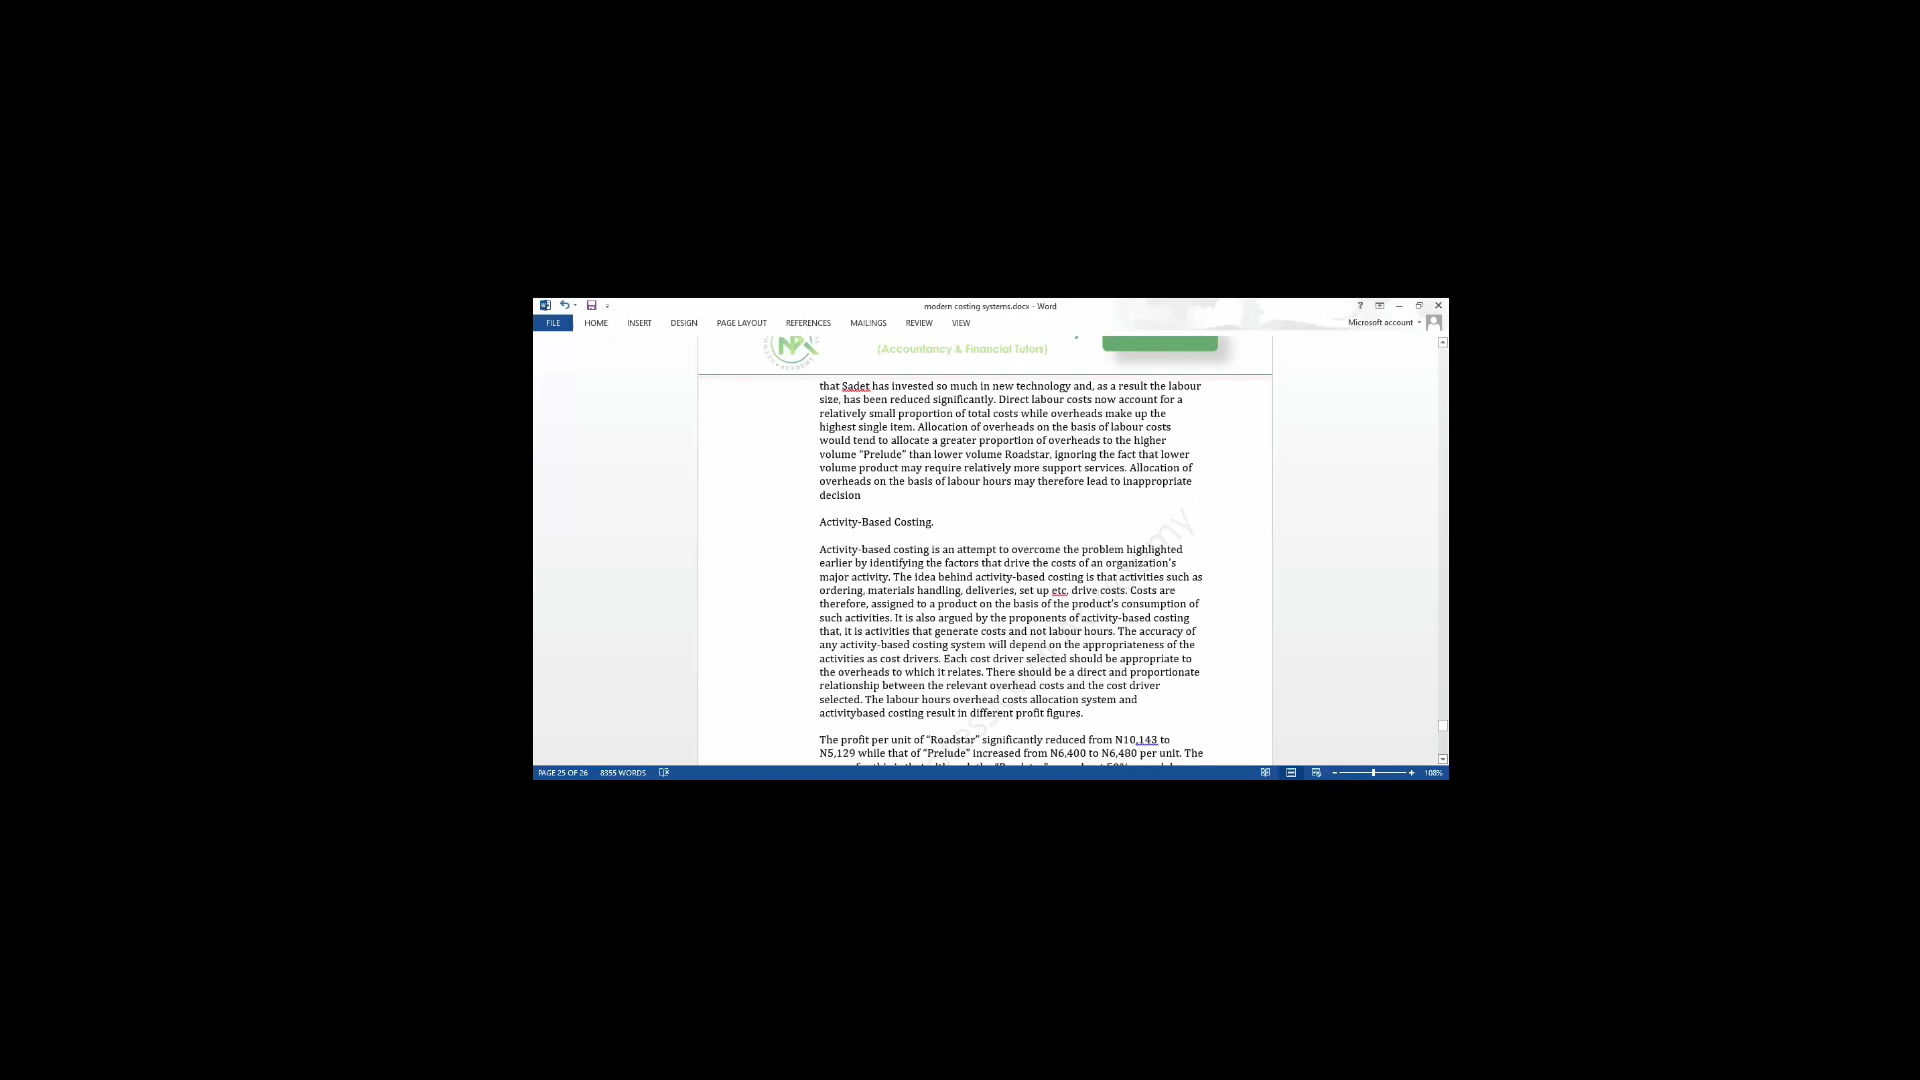 modern costing systems.docx - Word
FILE HOME INSERT DESIGN PAGE LAYOUT REFERENCES MAILINGS REVIEW VIEW Microsoft account
(Accountancy & Financial Tutors)
that Sadet has invested so much in new technology and, as a result the labour
size, has been reduced significantly. Direct labour costs now account for a
relatively small proportion of total costs while overheads make up the
highest single item. Allocation of overheads on the basis of labour costs
would tend to allocate a greater proportion of overheads to the higher
volume “Prelude” than lower volume Roadstar, ignoring the fact that lower
volume product may require relatively more support services. Allocation of
overheads on the basis of labour hours may therefore lead to inappropriate
decision
Activity-Based Costing.
Activity-based costing is an attempt to overcome the problem highlighted
earlier by identifying the factors that drive the costs of an organization’s
major activity. The idea behind activity-based costing is that activities such as
ordering, materials handling, deliveries, set up etc, drive costs. Costs are
therefore, assigned to a product on the basis of the product’s consumption of
such activities. It is also argued by the proponents of activity-based costing
that, it is activities that generate costs and not labour hours. The accuracy of
any activity-based costing system will depend on the appropriateness of the
activities as cost drivers. Each cost driver selected should be appropriate to
the overheads to which it relates. There should be a direct and proportionate
relationship between the relevant overhead costs and the cost driver
selected. The labour hours overhead costs allocation system and
activitybased costing result in different profit figures.
The profit per unit of “Roadstar” significantly reduced from N10,143 to
N5,129 while that of “Prelude” increased from N6,400 to N6,480 per unit. The
PAGE 25 OF 26 8355 WORDS 108%